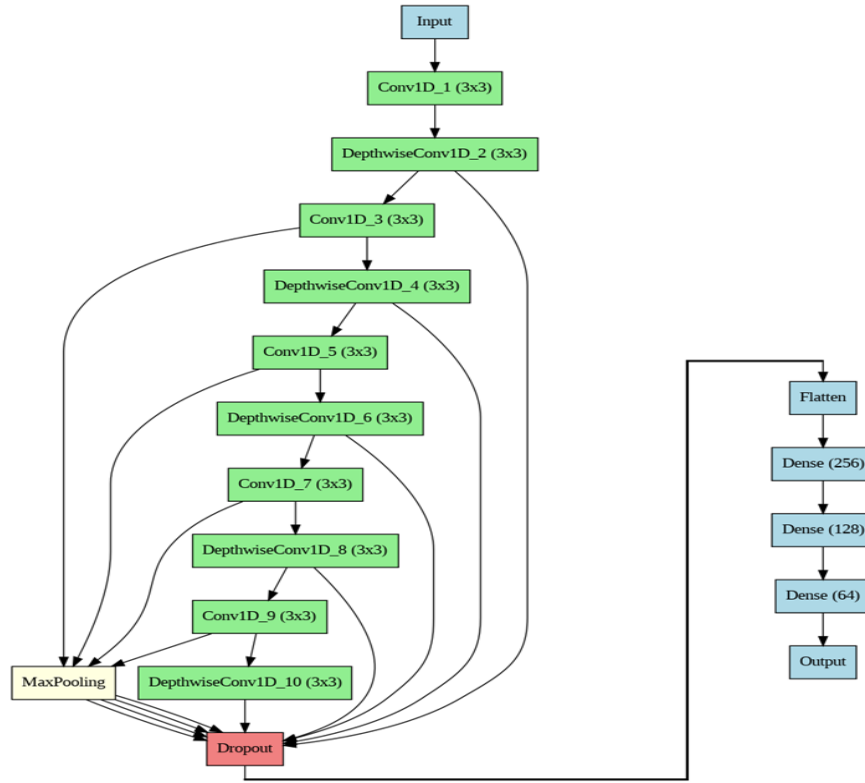 Input
Conv1D_1 (3x3)
DepthwiseConv1D_2 (3x3)
Conv1D_3 (3x3)
DepthwiseConv1D_4 (3x3)
Conv1D_5 (3x3)
DepthwiseConv1D_6 (3x3)
Conv1D_7 (3x3)
DepthwiseConv1D_8 (3x3)
Conv1D_9 (3x3)
MaxPooling
DepthwiseConv1D_10 (3x3)
Dropout
Flatten
Dense (256)
Dense (128)
Dense (64)
Output